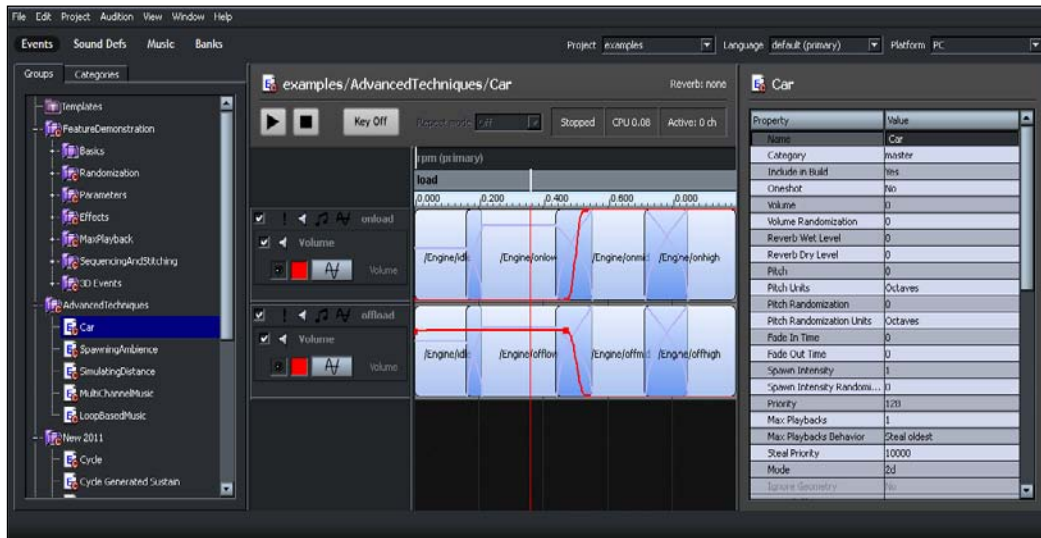 File Edit Project Audition View Window Help
Events Sound Defs Music Banks Project examples Language default (primary) Platform PC
Groups Categories
Templates
FeatureDemonstration
Basics
Randomization
Parameters
Effects
MaxPlayback
SequencingAndStitching
3D Events
AdvancedTechniques
Car
SpawningAmbience
SimulatingDistance
MultiChannelMusic
LoopBasedMusic
New 2011
Cycle
Cycle Generated Sustain
examples/AdvancedTechniques/Car Reverb: none
Key Off Repeat mode Off Stopped CPU 0.08 Active: 0 ch
rpm (primary)
load
0.000 0.200 0.400 0.600 0.800
onload
Volume
Volume
/Engine/idle /Engine/onlow /Engine/onmid /Engine/onhigh
offload
Volume
Volume
/Engine/idle /Engine/offlow /Engine/offmid /Engine/offhigh
Car
Property Value
Name Car
Category master
Include in Build Yes
Oneshot No
Volume 0
Volume Randomization 0
Reverb Wet Level 0
Reverb Dry Level 0
Pitch 0
Pitch Units Octaves
Pitch Randomization 0
Pitch Randomization Units Octaves
Fade In Time 0
Fade Out Time 0
Spawn Intensity 1
Spawn Intensity Randomi... 0
Priority 128
Max Playbacks 1
Max Playbacks Behavior Steal oldest
Steal Priority 10000
Mode 2d
Ignore Geometry No